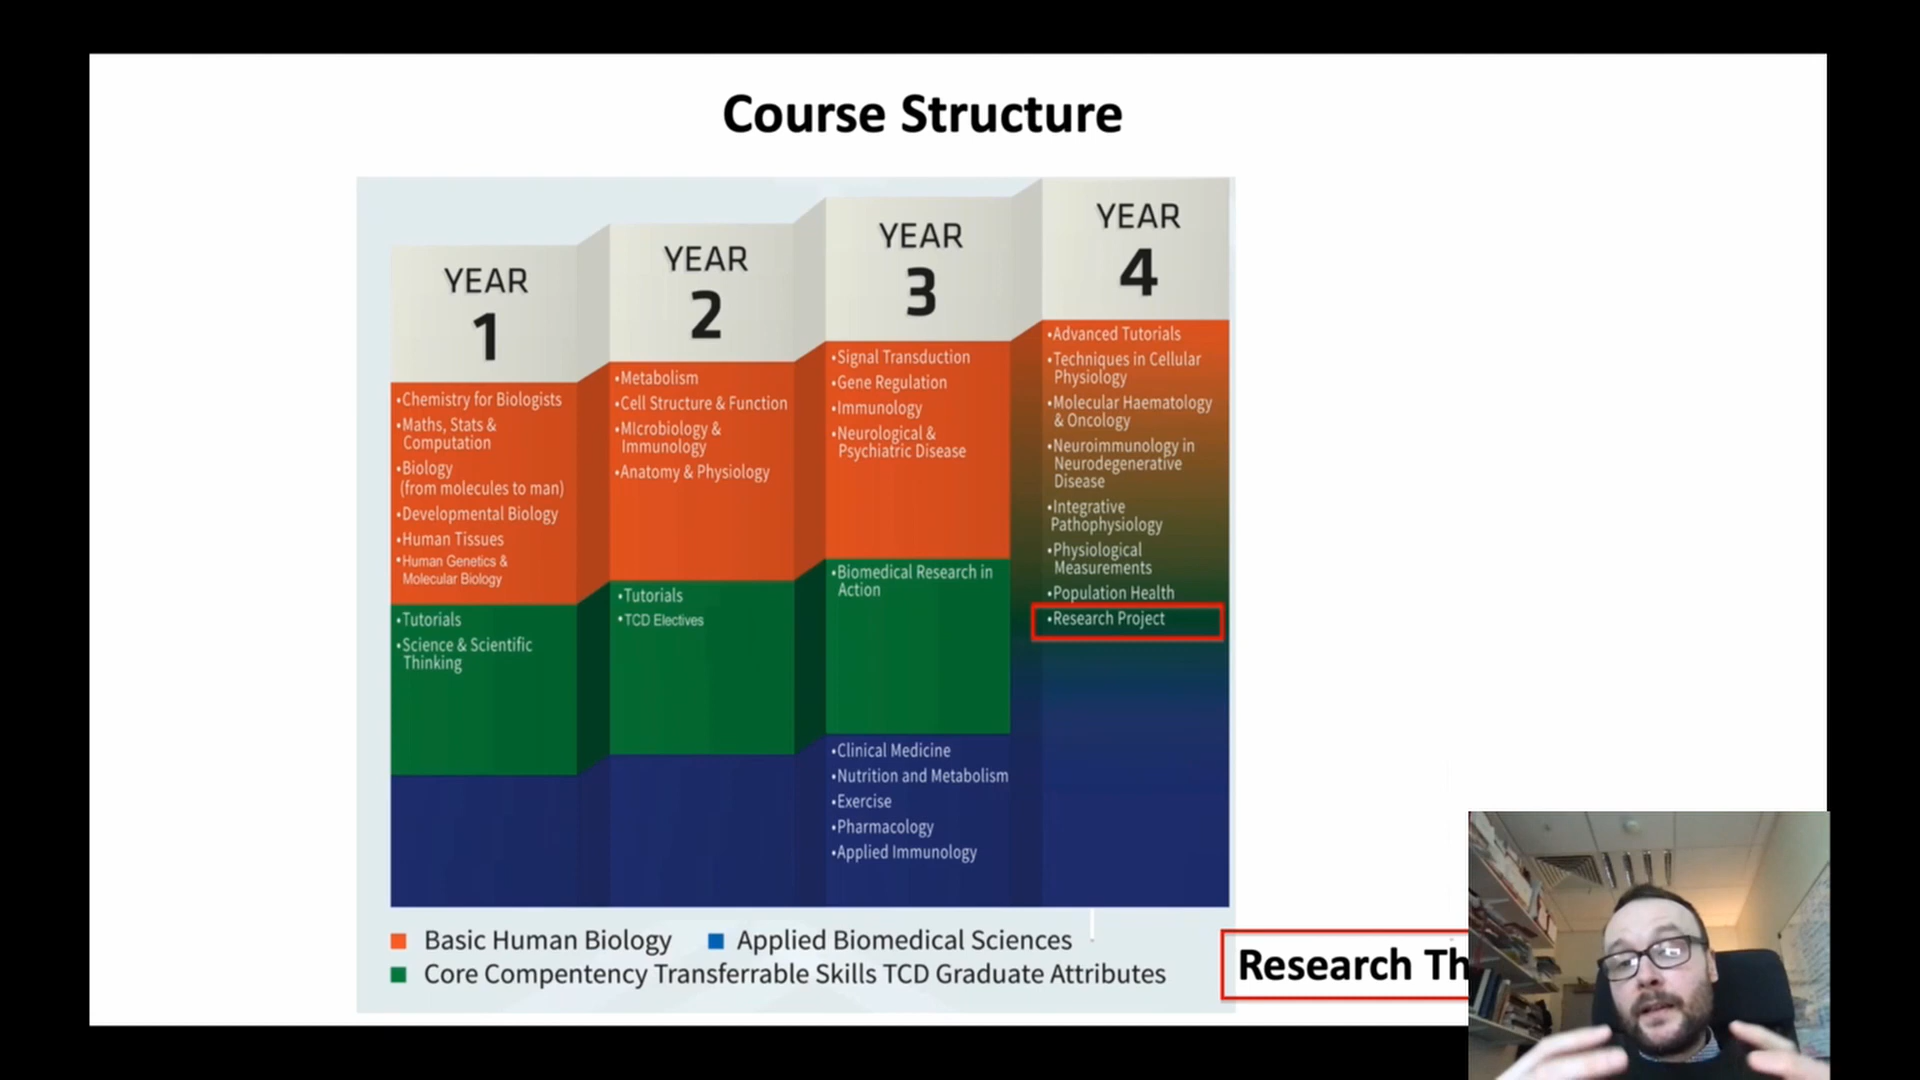 Course Structure
YEAR
1
•Chemistry for Biologists
•Maths, Stats &
Computation
•Biology
(from molecules to man)
•Developmental Biology
•Human Tissues
•Human Genetics &
Molecular Biology
•Tutorials
•Science & Scientific
Thinking
YEAR
2
•Metabolism
•Cell Structure & Function
•MIcrobiology &
Immunology
•Anatomy & Physiology
•Tutorials
•TCD Electives
YEAR
3
•Signal Transduction
•Gene Regulation
•Immunology
•Neurological &
Psychiatric Disease
•Biomedical Research in
Action
•Clinical Medicine
•Nutrition and Metabolism
•Exercise
•Pharmacology
•Applied Immunology
YEAR
4
•Advanced Tutorials
•Techniques in Cellular
Physiology
•Molecular Haematology
& Oncology
•Neuroimmunology in
Neurodegenerative
Disease
•Integrative
Pathophysiology
•Physiological
Measurements
•Population Health
•Research Project
Basic Human Biology
Applied Biomedical Sciences
Core Compentency Transferrable Skills TCD Graduate Attributes
Research